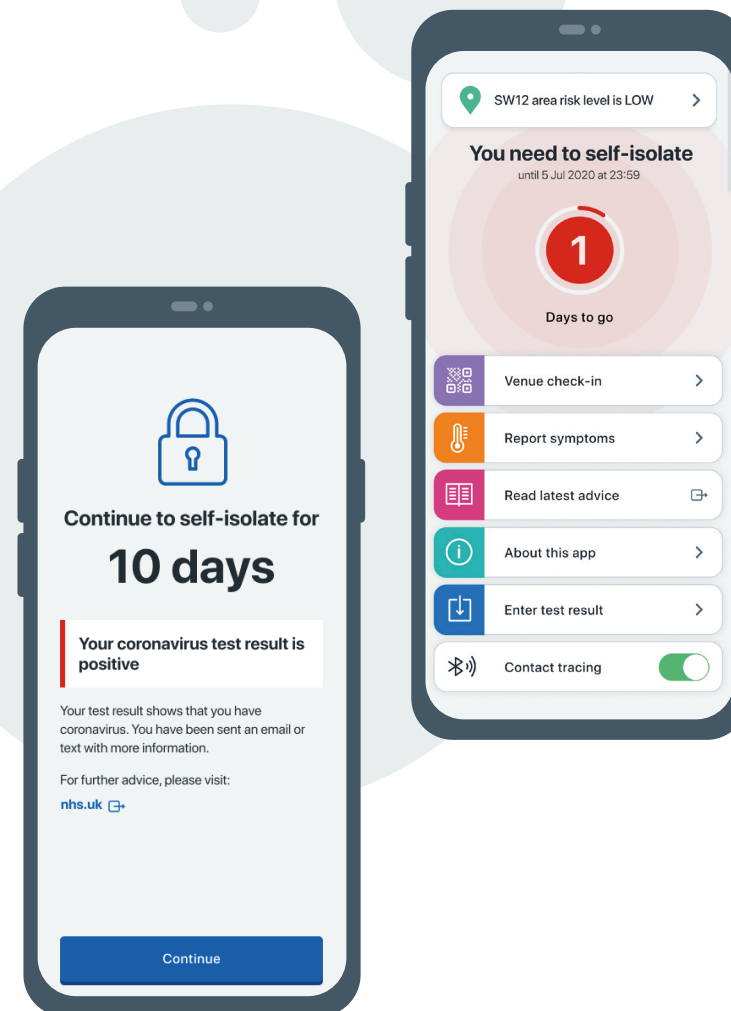 SW12 area risk level is LOW
You need to self-isolate
until 5 Jul 2020 at 23:59
1
Days to go
Venue check-in
Report symptoms
Read latest advice
About this app
Enter test result
Contact tracing
Continue to self-isolate for
10 days
Your coronavirus test result is
positive
Your test result shows that you have
coronavirus. You have been sent an email or
text with more information.
For further advice, please visit:
nhs.uk
Continue